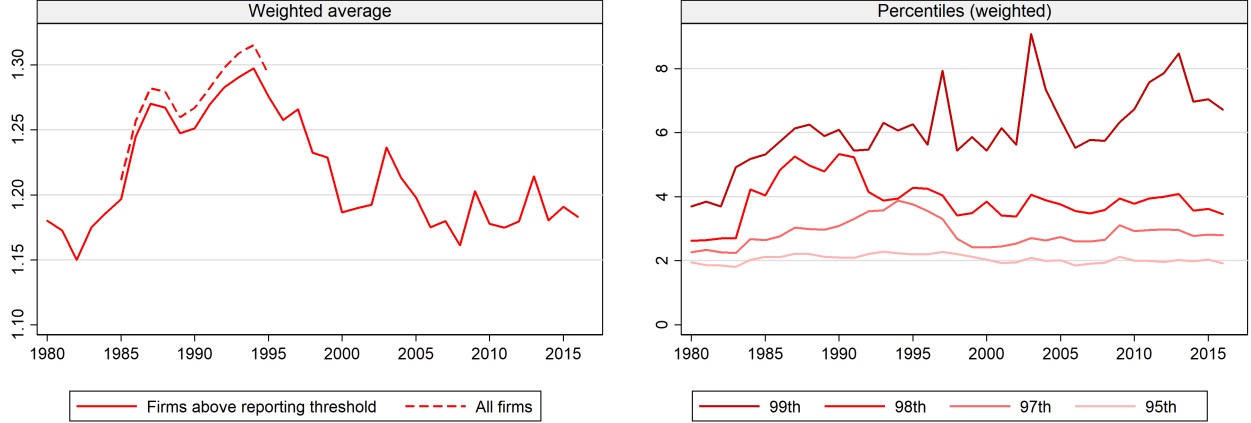 Weighted average
1.30
1.25
1.20
1.15
1.10
1980 1985 1990 1995 2000 2005 2010 2015
Firms above reporting threshold All firms
Percentiles (weighted)
8
6
4
2
0
1980 1985 1990 1995 2000 2005 2010 2015
99th 98th 97th 95th